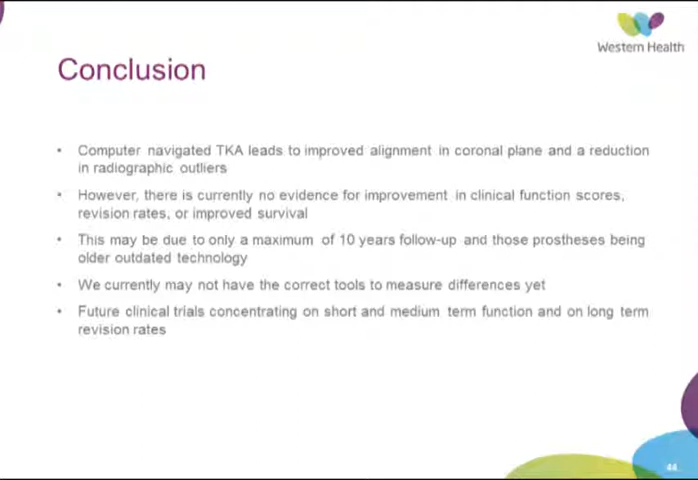 Western Health
Conclusion
• Computer navigated TKA leads to improved alignment in coronal plane and a reduction
in radiographic outliers
• However, there is currently no evidence for improvement in clinical function scores,
revision rates, or improved survival
• This may be due to only a maximum of 10 years follow-up and those prostheses being
older outdated technology
• We currently may not have the correct tools to measure differences yet
• Future clinical trials concentrating on short and medium term function and on long term
revision rates
44